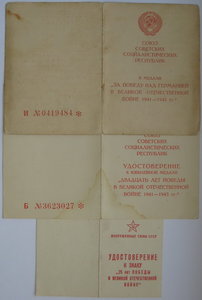 СОЮЗ
СОВЕТСКИХ
СОЦИАЛИСТИЧЕСКИХ
РЕСПУБЛИК
К МЕДАЛИ
„ЗА ПОБЕДУ НАД ГЕРМАНИЕЙ
В ВЕЛИКОЙ ОТЕЧЕСТВЕННОЙ
ВОЙНЕ 1941—1945 гг."
И № 0419484 *
СОЮЗ
СОВЕТСКИХ
СОЦИАЛИСТИЧЕСКИХ
РЕСПУБЛИК
УДОСТОВЕРЕНИЕ
К ЮБИЛЕЙНОЙ МЕДАЛИ
„ДВАДЦАТЬ ЛЕТ ПОБЕДЫ
В ВЕЛИКОЙ ОТЕЧЕСТВЕННОЙ
ВОЙНЕ 1941—1945 гг."
Б № 3623027 *
ВООРУЖЕННЫЕ СИЛЫ СССР
УДОСТОВЕРЕНИЕ
К ЗНАКУ
„25 ЛЕТ ПОБЕДЫ
В ВЕЛИКОЙ ОТЕЧЕСТВЕННОЙ
ВОЙНЕ"